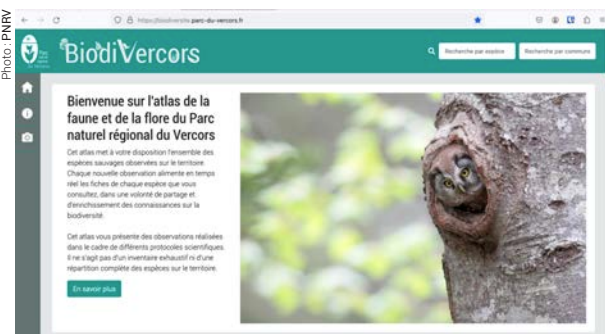 Photo : PNRV
https://biodiversite.parc-du-vercors.fr
BiodiVercors
Recherche par espèce
Recherche par commune
Bienvenue sur l'atlas de la
faune et de la flore du Parc
naturel régional du Vercors
Cet atlas met à votre disposition l'ensemble des
espèces sauvages observées sur le territoire.
Chaque nouvelle observation alimente en temps
réel les fiches de chaque espèce que vous
consultez, dans une volonté de partage et
d'enrichissement des connaissances sur la
biodiversité.
Cet atlas vous présente des observations réalisées
dans le cadre de différents protocoles scientifiques.
Il ne s'agit pas d'un inventaire exhaustif ni d'une
répartition complète des espèces sur le territoire.
En savoir plus